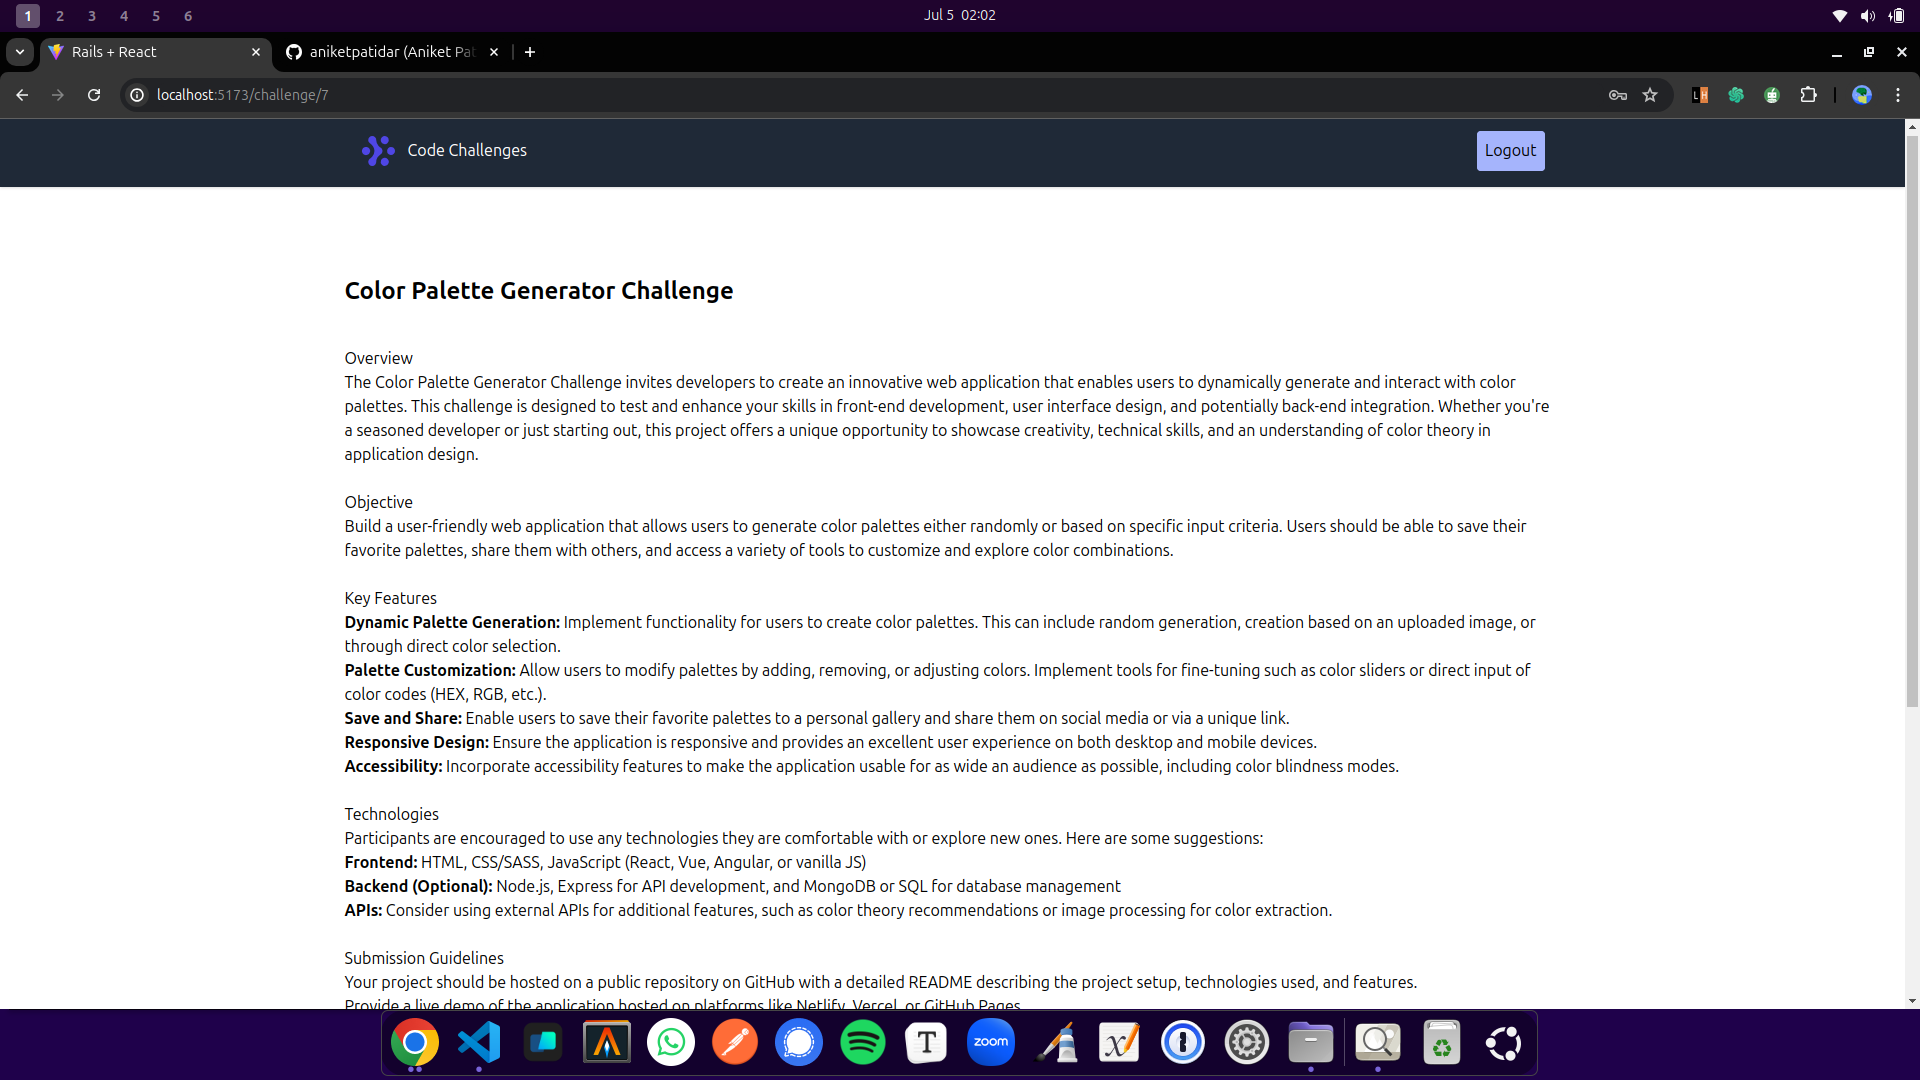 1 2 3 4 5 6
Jul 5 02:02
Rails + React
aniketpatidar (Aniket Pat
localhost:5173/challenge/7
LH
Code Challenges
Logout
Color Palette Generator Challenge
Overview
The Color Palette Generator Challenge invites developers to create an innovative web application that enables users to dynamically generate and interact with color
palettes. This challenge is designed to test and enhance your skills in front-end development, user interface design, and potentially back-end integration. Whether you're
a seasoned developer or just starting out, this project offers a unique opportunity to showcase creativity, technical skills, and an understanding of color theory in
application design.
Objective
Build a user-friendly web application that allows users to generate color palettes either randomly or based on specific input criteria. Users should be able to save their
favorite palettes, share them with others, and access a variety of tools to customize and explore color combinations.
Key Features
Dynamic Palette Generation: Implement functionality for users to create color palettes. This can include random generation, creation based on an uploaded image, or
through direct color selection.
Palette Customization: Allow users to modify palettes by adding, removing, or adjusting colors. Implement tools for fine-tuning such as color sliders or direct input of
color codes (HEX, RGB, etc.).
Save and Share: Enable users to save their favorite palettes to a personal gallery and share them on social media or via a unique link.
Responsive Design: Ensure the application is responsive and provides an excellent user experience on both desktop and mobile devices.
Accessibility: Incorporate accessibility features to make the application usable for as wide an audience as possible, including color blindness modes.
Technologies
Participants are encouraged to use any technologies they are comfortable with or explore new ones. Here are some suggestions:
Frontend: HTML, CSS/SASS, JavaScript (React, Vue, Angular, or vanilla JS)
Backend (Optional): Node.js, Express for API development, and MongoDB or SQL for database management
APIs: Consider using external APIs for additional features, such as color theory recommendations or image processing for color extraction.
Submission Guidelines
Your project should be hosted on a public repository on GitHub with a detailed README describing the project setup, technologies used, and features.
Provide a live demo of the application hosted on platforms like Netlify, Vercel, or GitHub Pages.
T
zoom